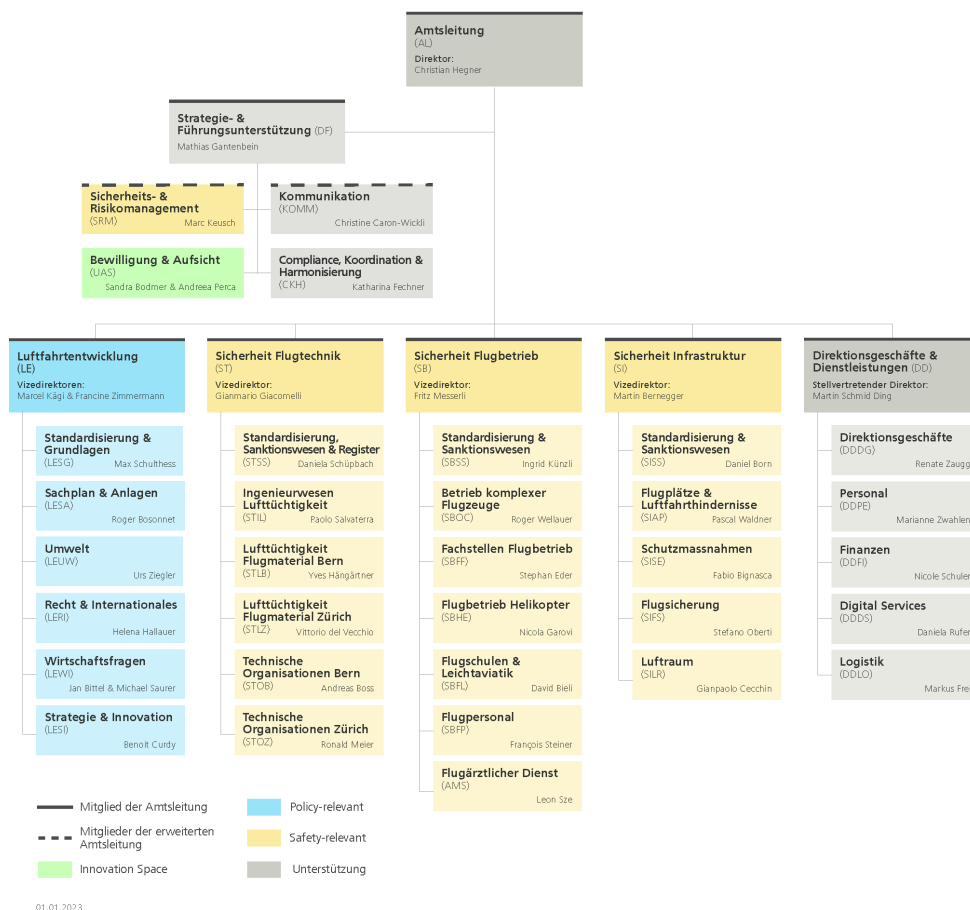 Amtsleitung
(AL)
Direktor:
Christian Hegner
Strategie- &
Führungsunterstützung (DF)
Mathias Gantenbein
Sicherheits- &
Risikomanagement
(SRM) Marc Keusch
Kommunikation
(KOMM)
Christine Caron-Wickli
Bewilligung & Aufsicht
(UAS)
Sandra Bodmer & Andreea Perca
Compliance, Koordination &
Harmonisierung
(CKH) Katharina Fechner
Luftfahrtentwicklung
(LE)
Vizedirektoren:
Marcel Kägi & Francine Zimmermann
Standardisierung &
Grundlagen
(LESG) Max Schulthess
Sachplan & Anlagen
(LESA)
Roger Bosonnet
Umwelt
(LEUW)
Urs Ziegler
Recht & Internationales
(LERI)
Helena Hallauer
Wirtschaftsfragen
(LEWI)
Jan Bittel & Michael Saurer
Strategie & Innovation
(LESI)
Benoit Curdy
Sicherheit Flugtechnik
(ST)
Vizedirektor:
Gianmario Giacomelli
Standardisierung,
Sanktionswesen & Register
(STSS) Daniela Schüpbach
Ingenieurwesen
Lufttüchtigkeit
(STIL) Paolo Salvaterra
Lufttüchtigkeit
Flugmaterial Bern
(STLB) Yves Hängärtner
Lufttüchtigkeit
Flugmaterial Zürich
(STLZ) Vittorio del Vecchio
Technische
Organisationen Bern
(STOB) Andreas Boss
Technische
Organisationen Zürich
(STOZ) Ronald Meier
Sicherheit Flugbetrieb
(SB)
Vizedirektor:
Fritz Messerli
Standardisierung &
Sanktionswesen
(SBSS) Ingrid Künzli
Betrieb komplexer
Flugzeuge
(SBOC) Roger Wellauer
Fachstellen Flugbetrieb
(SBFF)
Stephan Eder
Flugbetrieb Helikopter
(SBHE)
Nicola Garovi
Flugschulen &
Leichtaviatik
(SBFL) David Bieli
Flugpersonal
(SBFP)
François Steiner
Flugärztlicher Dienst
(AMS)
Leon Sze
Sicherheit Infrastruktur
(SI)
Vizedirektor:
Martin Bernegger
Standardisierung &
Sanktionswesen
(SISS) Daniel Born
Flugplätze &
Luftfahrthindernisse
(SIAP) Pascal Waldner
Schutzmassnahmen
(SISE)
Fabio Bignasca
Flugsicherung
(SIFS)
Stefano Oberti
Luftraum
(SILR)
Gianpaolo Cecchin
Direktionsgeschäfte &
Dienstleistungen (DD)
Stellvertretender Direktor:
Martin Schmid Ding
Direktionsgeschäfte
(DDDG)
Renate Zaugg
Personal
(DDPE)
Marianne Zwahlen
Finanzen
(DDFI)
Nicole Schuler
Digital Services
(DDDS)
Daniela Rufer
Logistik
(DDLO)
Markus Frei
Mitglied der Amtsleitung
Mitglieder der erweiterten
Amtsleitung
Innovation Space
Policy-relevant
Safety-relevant
Unterstützung
01.01.2023